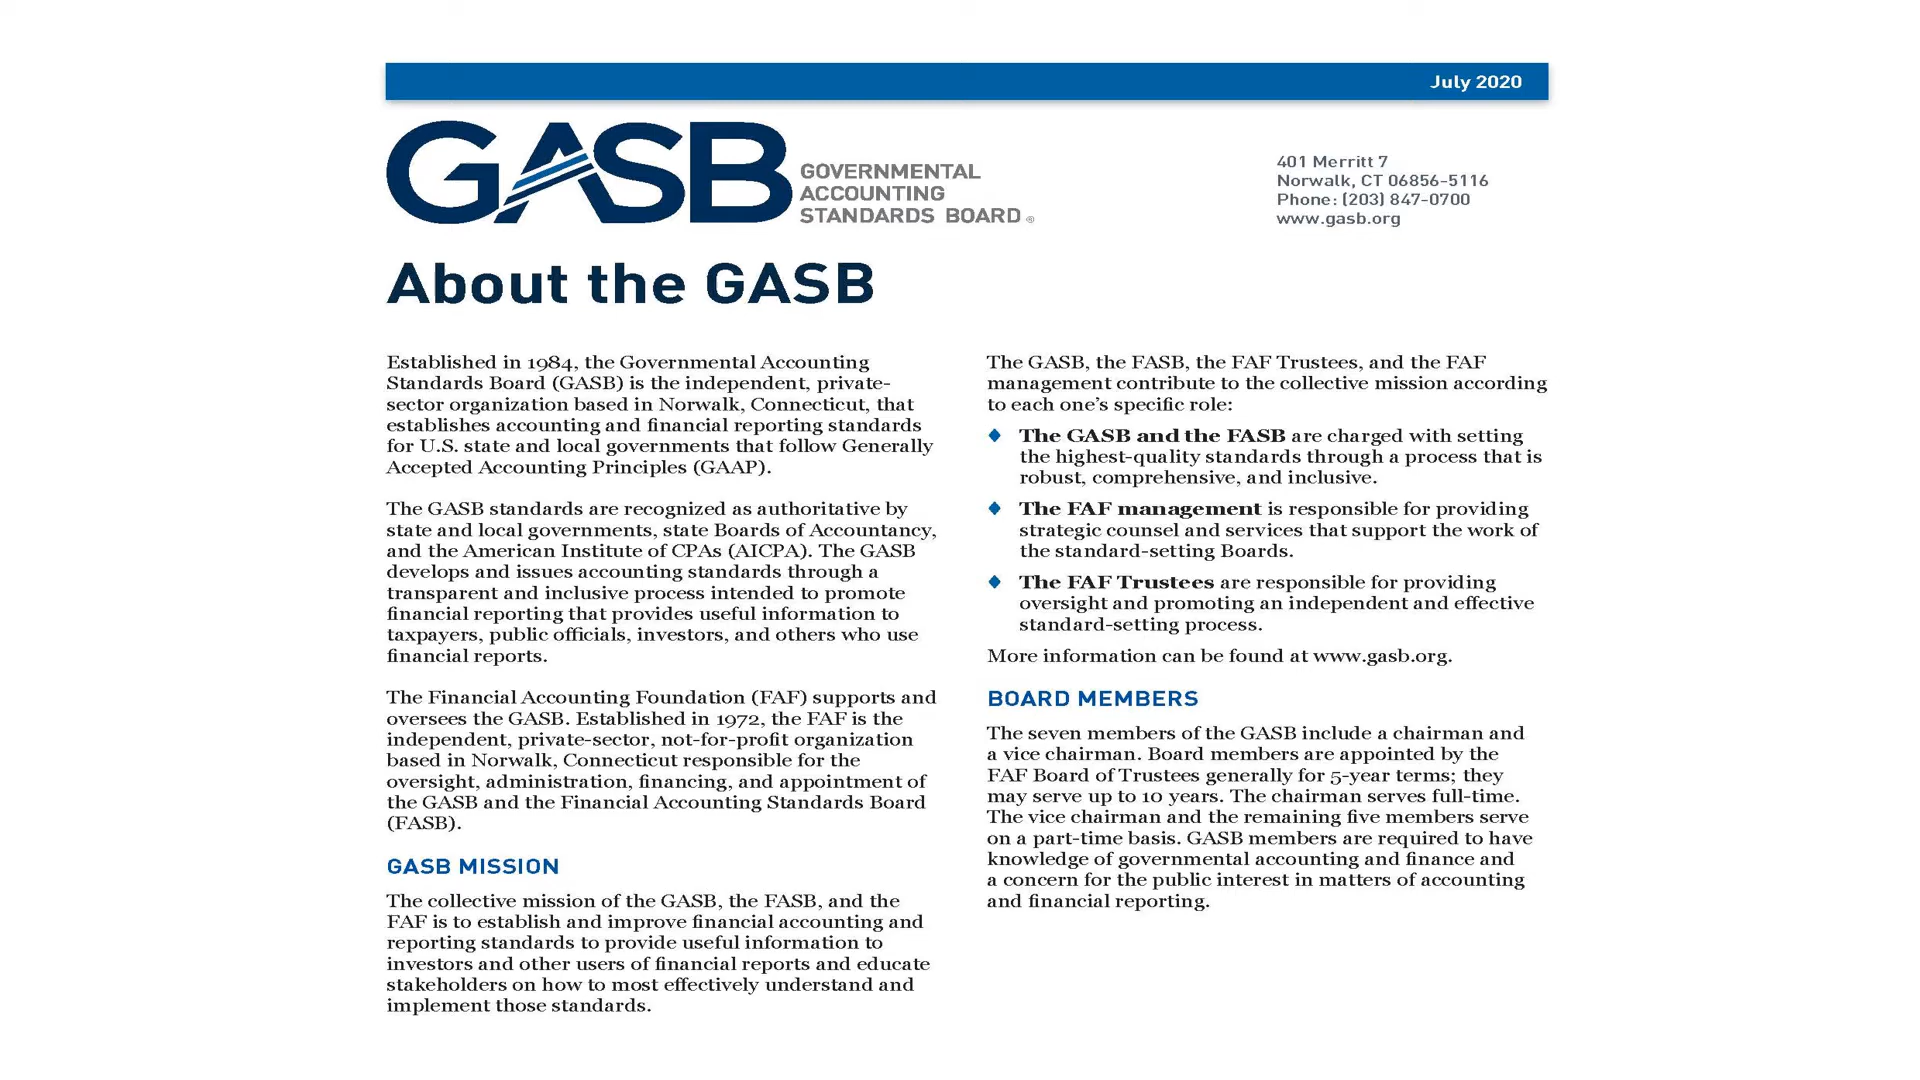 July 2020
GASB
GOVERNMENTAL
ACCOUNTING
STANDARDS BOARD ®
401 Merritt 7
Norwalk, CT 06856-5116
Phone: (203) 847-0700
www.gasb.org
About the GASB
Established in 1984, the Governmental Accounting
Standards Board (GASB) is the independent, private-
sector organization based in Norwalk, Connecticut, that
establishes accounting and financial reporting standards
for U.S. state and local governments that follow Generally
Accepted Accounting Principles (GAAP).
The GASB standards are recognized as authoritative by
state and local governments, state Boards of Accountancy,
and the American Institute of CPAs (AICPA). The GASB
develops and issues accounting standards through a
transparent and inclusive process intended to promote
financial reporting that provides useful information to
taxpayers, public officials, investors, and others who use
financial reports.
The Financial Accounting Foundation (FAF) supports and
oversees the GASB. Established in 1972, the FAF is the
independent, private-sector, not-for-profit organization
based in Norwalk, Connecticut responsible for the
oversight, administration, financing, and appointment of
the GASB and the Financial Accounting Standards Board
(FASB).
GASB MISSION
The collective mission of the GASB, the FASB, and the
FAF is to establish and improve financial accounting and
reporting standards to provide useful information to
investors and other users of financial reports and educate
stakeholders on how to most effectively understand and
implement those standards.
The GASB, the FASB, the FAF Trustees, and the FAF
management contribute to the collective mission according
to each one’s specific role:
◆ The GASB and the FASB are charged with setting
the highest-quality standards through a process that is
robust, comprehensive, and inclusive.
◆ The FAF management is responsible for providing
strategic counsel and services that support the work of
the standard-setting Boards.
◆ The FAF Trustees are responsible for providing
oversight and promoting an independent and effective
standard-setting process.
More information can be found at www.gasb.org.
BOARD MEMBERS
The seven members of the GASB include a chairman and
a vice chairman. Board members are appointed by the
FAF Board of Trustees generally for 5-year terms; they
may serve up to 10 years. The chairman serves full-time.
The vice chairman and the remaining five members serve
on a part-time basis. GASB members are required to have
knowledge of governmental accounting and finance and
a concern for the public interest in matters of accounting
and financial reporting.